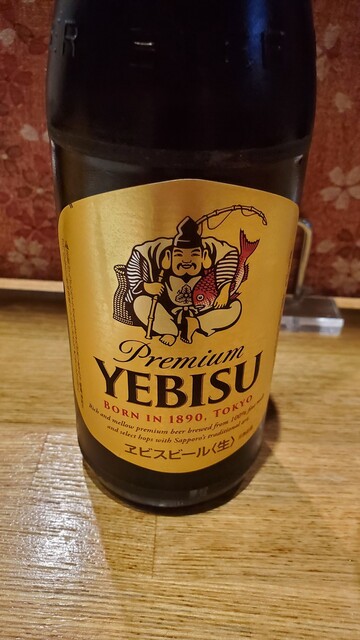 Premium
YEBISU
BORN IN 1890, TOKYO
Rich and mellow premium beer brewed from 100%
and select hops with Sapporo's traditional
ヱビスビール〈生〉